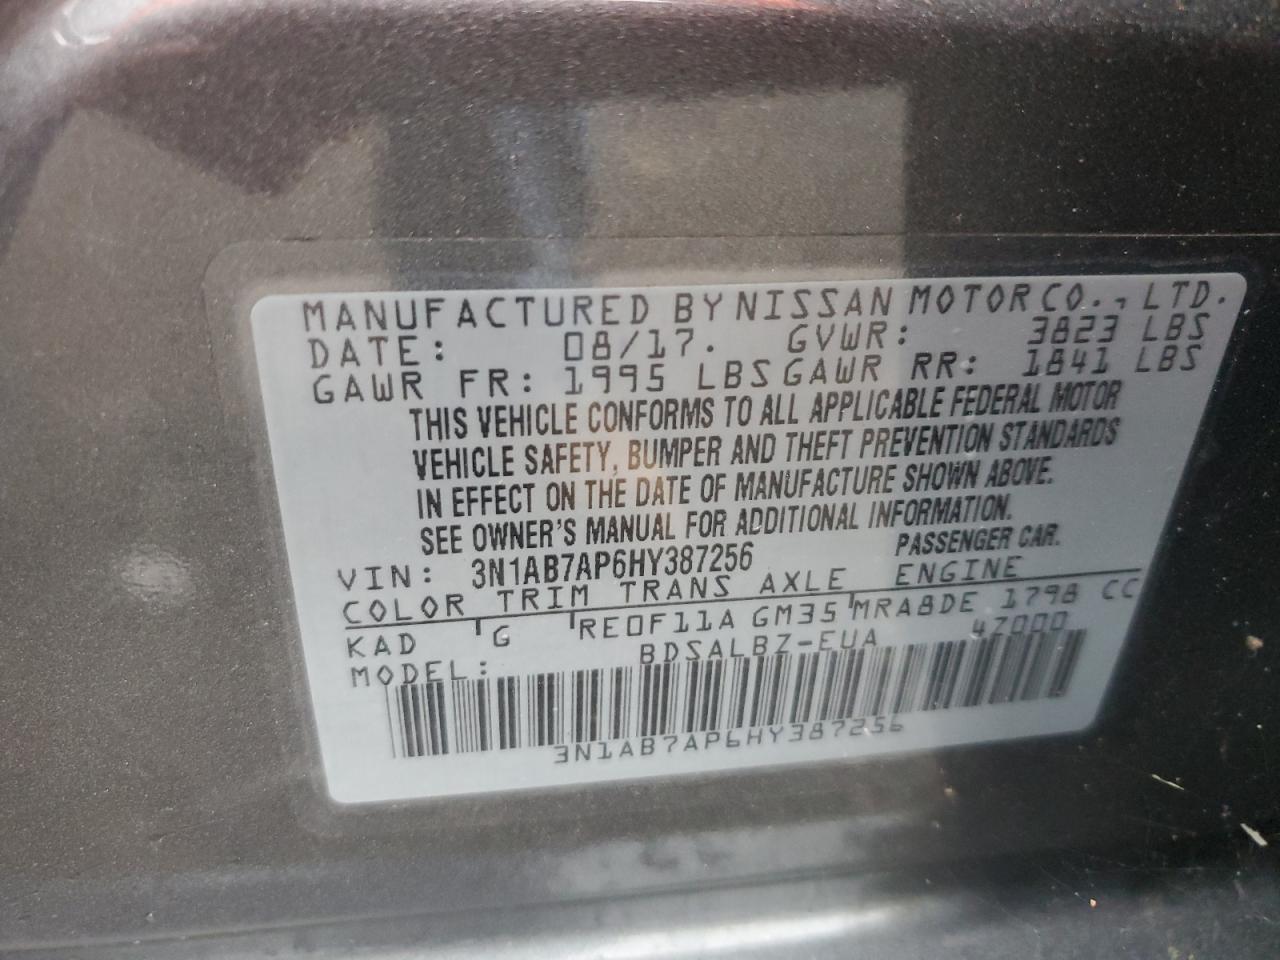 MANUFACTURED BY NISSAN MOTOR CO., LTD.
DATE: 08/17. GVWR: 3823 LBS
GAWR FR: 1995 LBS GAWR RR: 1841 LBS
THIS VEHICLE CONFORMS TO ALL APPLICABLE FEDERAL MOTOR
VEHICLE SAFETY, BUMPER AND THEFT PREVENTION STANDARDS
IN EFFECT ON THE DATE OF MANUFACTURE SHOWN ABOVE.
SEE OWNER'S MANUAL FOR ADDITIONAL INFORMATION.
VIN: 3N1AB7AP6HY387256 PASSENGER CAR.
COLOR TRIM TRANS AXLE ENGINE
KAD G RE0F11A GM35 MRA8DE 1798 CC
MODEL: BDSALBZ-EUA 4Z000
3N1AB7AP6HY387256